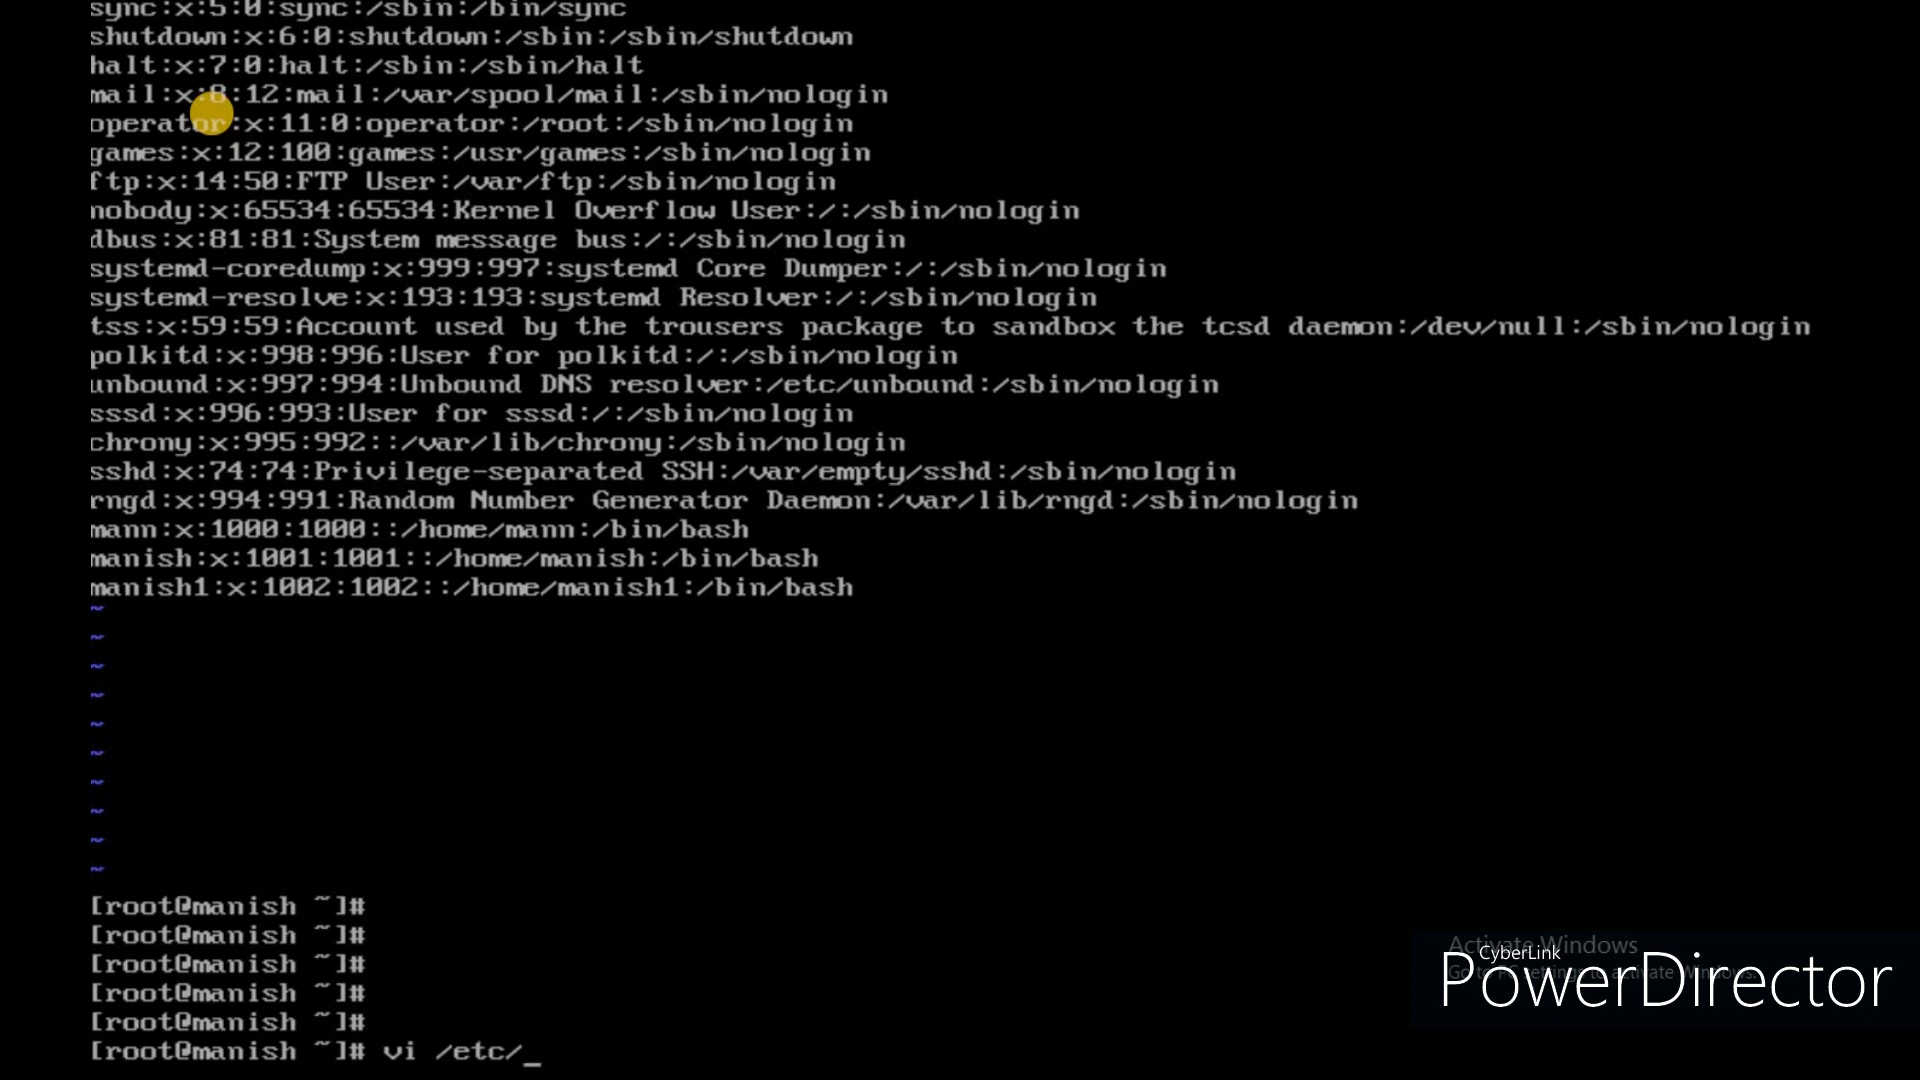 sync:x:5:0:sync:/sbin:/bin/sync
shutdown:x:6:0:shutdown:/sbin:/sbin/shutdown
halt:x:7:0:halt:/sbin:/sbin/halt
mail:x:8:12:mail:/var/spool/mail:/sbin/nologin
operator:x:11:0:operator:/root:/sbin/nologin
games:x:12:100:games:/usr/games:/sbin/nologin
ftp:x:14:50:FTP User:/var/ftp:/sbin/nologin
nobody:x:65534:65534:Kernel Overflow User:/:/sbin/nologin
dbus:x:81:81:System message bus:/:/sbin/nologin
systemd-coredump:x:999:997:systemd Core Dumper:/:/sbin/nologin
systemd-resolve:x:193:193:systemd Resolver:/:/sbin/nologin
tss:x:59:59:Account used by the trousers package to sandbox the tcsd daemon:/dev/null:/sbin/nologin
polkitd:x:998:996:User for polkitd:/:/sbin/nologin
unbound:x:997:994:Unbound DNS resolver:/etc/unbound:/sbin/nologin
sssd:x:996:993:User for sssd:/:/sbin/nologin
chrony:x:995:992::/var/lib/chrony:/sbin/nologin
sshd:x:74:74:Privilege-separated SSH:/var/empty/sshd:/sbin/nologin
rngd:x:994:991:Random Number Generator Daemon:/var/lib/rngd:/sbin/nologin
mann:x:1000:1000::/home/mann:/bin/bash
manish:x:1001:1001::/home/manish:/bin/bash
manish1:x:1002:1002::/home/manish1:/bin/bash
~
~
~
~
~
~
~
~
~
~
[root@manish ~]#
[root@manish ~]#
[root@manish ~]#
[root@manish ~]#
[root@manish ~]#
[root@manish ~]# vi /etc/_
Activate Windows
Go to PC settings to activate Windows.
CyberLink
PowerDirector